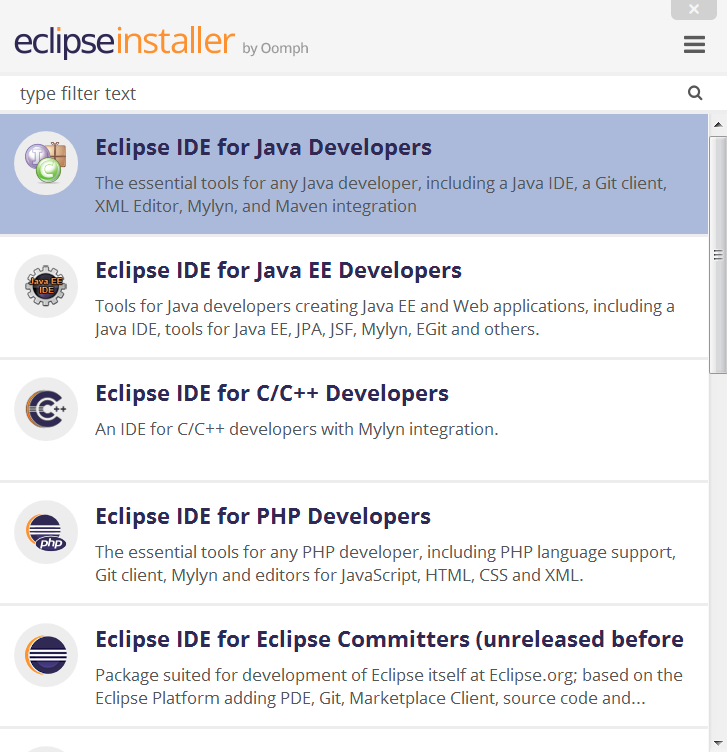 eclipseinstaller by Oomph
type filter text
Eclipse IDE for Java Developers
The essential tools for any Java developer, including a Java IDE, a Git client,
XML Editor, Mylyn, and Maven integration
Java EE
IDE
Eclipse IDE for Java EE Developers
Tools for Java developers creating Java EE and Web applications, including a
Java IDE, tools for Java EE, JPA, JSF, Mylyn, EGit and others.
C++
Eclipse IDE for C/C++ Developers
An IDE for C/C++ developers with Mylyn integration.
php
Eclipse IDE for PHP Developers
The essential tools for any PHP developer, including PHP language support,
Git client, Mylyn and editors for JavaScript, HTML, CSS and XML.
Eclipse IDE for Eclipse Committers (unreleased before
Package suited for development of Eclipse itself at Eclipse.org; based on the
Eclipse Platform adding PDE, Git, Marketplace Client, source code and...